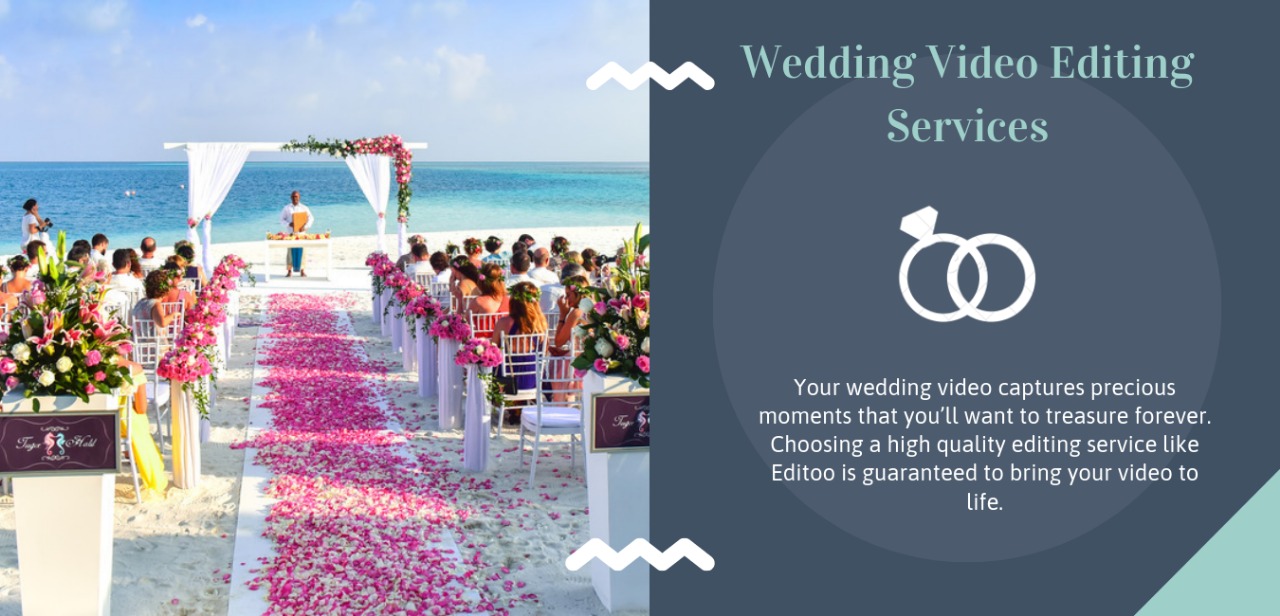 Wedding Video Editing
Services
Your wedding video captures precious
moments that you'll want to treasure forever.
Choosing a high quality editing service like
Editoo is guaranteed to bring your video to
life.